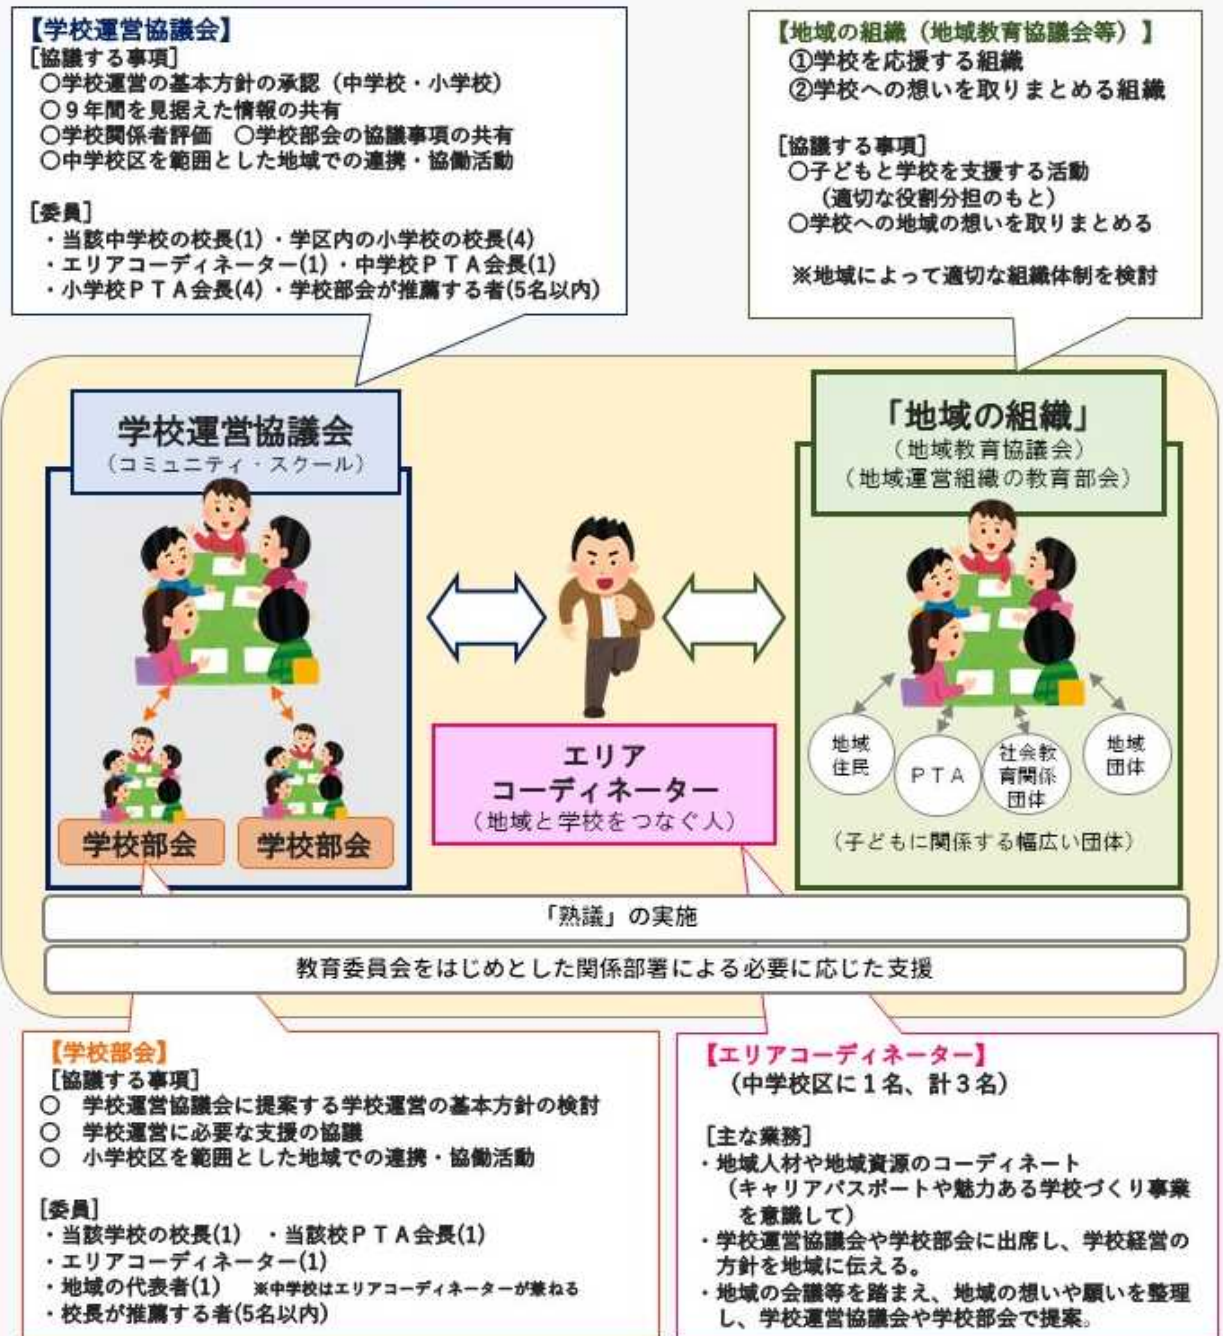 【学校運営協議会】
[協議する事項]
〇学校運営の基本方針の承認（中学校・小学校）
〇９年間を見据えた情報の共有
〇学校関係者評価　〇学校部会の協議事項の共有
〇中学校区を範囲とした地域での連携・協働活動
[委員]
・当該中学校の校長(1)・学区内の小学校の校長(4)
・エリアコーディネーター(1)・中学校ＰＴＡ会長(1)
・小学校ＰＴＡ会長(4)・学校部会が推薦する者(5名以内)
【地域の組織（地域教育協議会等）】
①学校を応援する組織
②学校への想いを取りまとめる組織
[協議する事項]
〇子どもと学校を支援する活動
（適切な役割分担のもと）
〇学校への地域の想いを取りまとめる
※地域によって適切な組織体制を検討
学校運営協議会
（コミュニティ・スクール）
学校部会
学校部会
エリア
コーディネーター
（地域と学校をつなぐ人）
「地域の組織」
（地域教育協議会）
（地域運営組織の教育部会）
地域
住民
ＰＴＡ
社会教
育関係
団体
地域
団体
（子どもに関係する幅広い団体）
「熟議」の実施
教育委員会をはじめとした関係部署による必要に応じた支援
【学校部会】
[協議する事項]
〇　学校運営協議会に提案する学校運営の基本方針の検討
〇　学校運営に必要な支援の協議
〇　小学校区を範囲とした地域での連携・協働活動
[委員]
・当該学校の校長(1)　・当該校ＰＴＡ会長(1)
・エリアコーディネーター(1)
・地域の代表者(1)　※中学校はエリアコーディネーターが兼ねる
・校長が推薦する者(5名以内)
【エリアコーディネーター】
（中学校区に１名、計３名）
[主な業務]
・地域人材や地域資源のコーディネート
（キャリアパスポートや魅力ある学校づくり事業
を意識して）
・学校運営協議会や学校部会に出席し、学校経営の
方針を地域に伝える。
・地域の会議等を踏まえ、地域の想いや願いを整理
し、学校運営協議会や学校部会で提案。